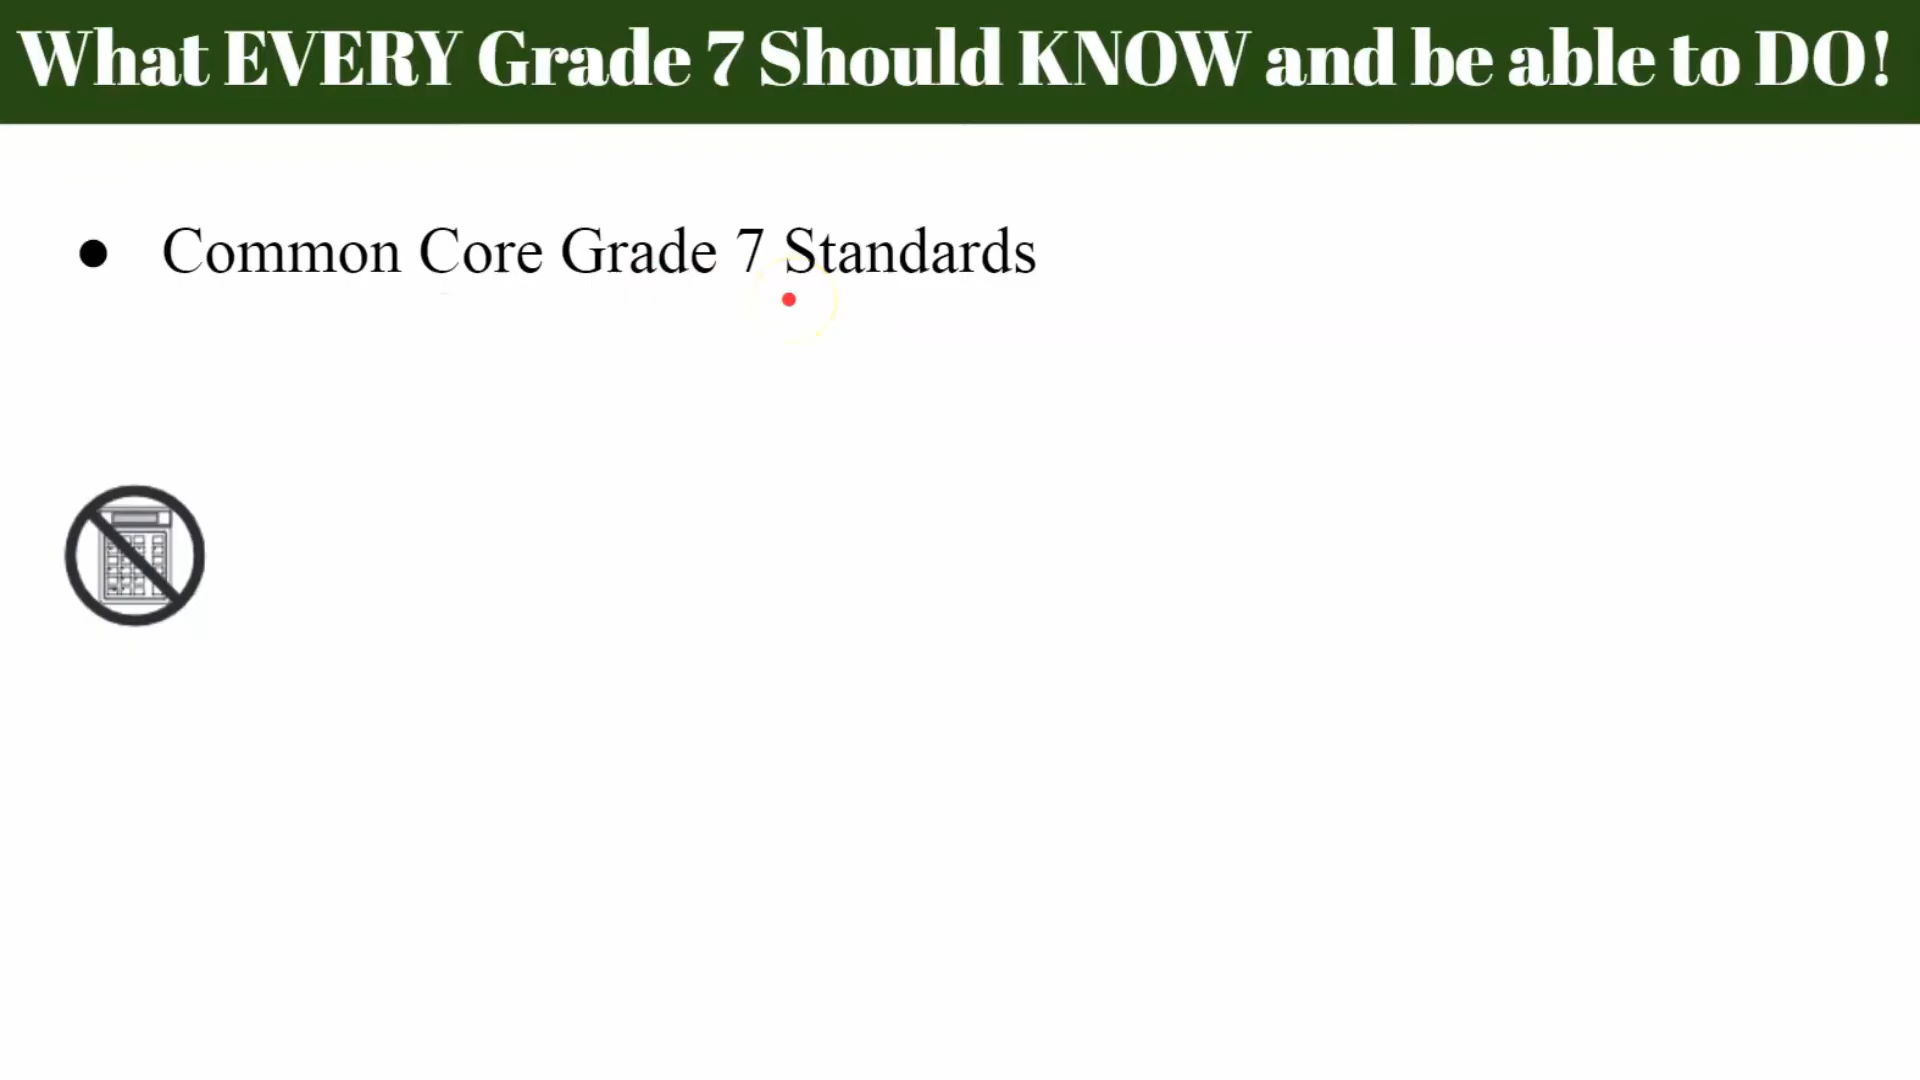 What EVERY Grade 7 Should KNOW and be able to DO!
● Common Core Grade 7 Standards